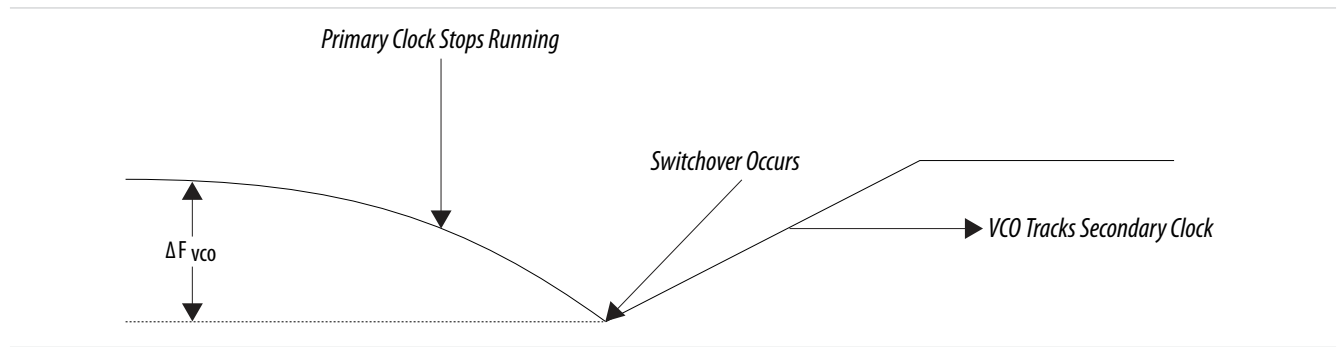 Primary Clock Stops Running
Switchover Occurs
VCO Tracks Secondary Clock
ΔF vco